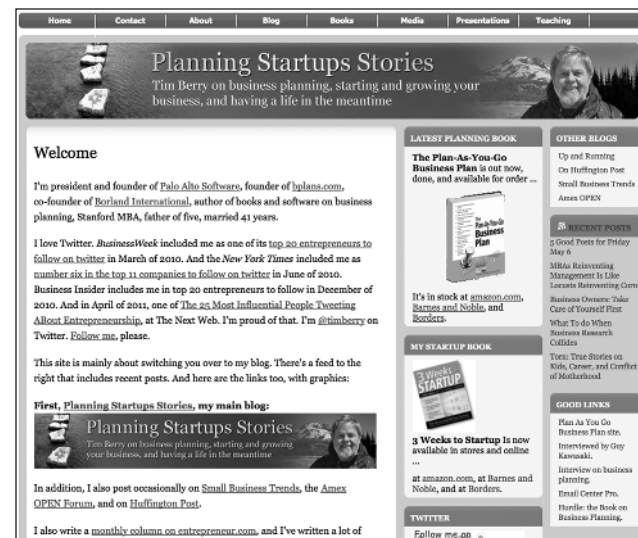 Home Contact About Blog Books Media Presentations Teaching
Planning Startups Stories
Tim Berry on business planning, starting and growing your
business, and having a life in the meantime
Welcome
I'm president and founder of Palo Alto Software, founder of bplans.com,
co-founder of Borland International, author of books and software on business
planning, Stanford MBA, father of five, married 41 years.
I love Twitter. BusinessWeek included me as one of its top 20 entrepreneurs to
follow on twitter in March of 2010. And the New York Times included me as
number six in the top 11 companies to follow on twitter in June of 2010.
Business Insider includes me in top 20 entrepreneurs to follow in December of
2010. And in April of 2011, one of The 25 Most Influential People Tweeting
ABout Entrepreneurship, at The Next Web. I'm proud of that. I'm @timberry on
Twitter. Follow me, please.
This site is mainly about switching you over to my blog. There's a feed to the
right that includes recent posts. And here are the links too, with graphics:
First, Planning Startups Stories, my main blog:
Planning Startups Stories
Tim Berry on business planning, starting and growing
your business, and having a life in the meantime
In addition, I also post occasionally on Small Business Trends, the Amex
OPEN Forum, and on Huffington Post.
I also write a monthly column on entrepreneur.com, and I've written a lot of
LATEST PLANNING BOOK
The Plan-As-You-Go
Business Plan is out now,
done, and available for order ...
Plan
As-You-Go
Business
Plan
It's in stock at amazon.com,
Barnes and Noble, and
Borders.
MY STARTUP BOOK
3 Weeks
STARTUP
3 Weeks to Startup Is now
available in stores and online
...
at amazon.com, at Barnes and
Noble, and at Borders.
TWITTER
Follow me on
OTHER BLOGS
Up and Running
On Huffington Post
Small Business Trends
Amex OPEN
RECENT POSTS
5 Good Posts for Friday
May 6
MBAs Reinventing
Management Is Like
Locusts Reinventing Corn
Business Owners: Take
Care of Yourself First
What To do When
Business Research
Collides
Torn: True Stories on
Kids, Career, and Conflict
of Motherhood
GOOD LINKS
Plan As You Go
Business Plan site.
Interviewed by Guy
Kawasaki.
Interview on business
planning.
Email Center Pro.
Hurdle: the Book on
Business Planning.